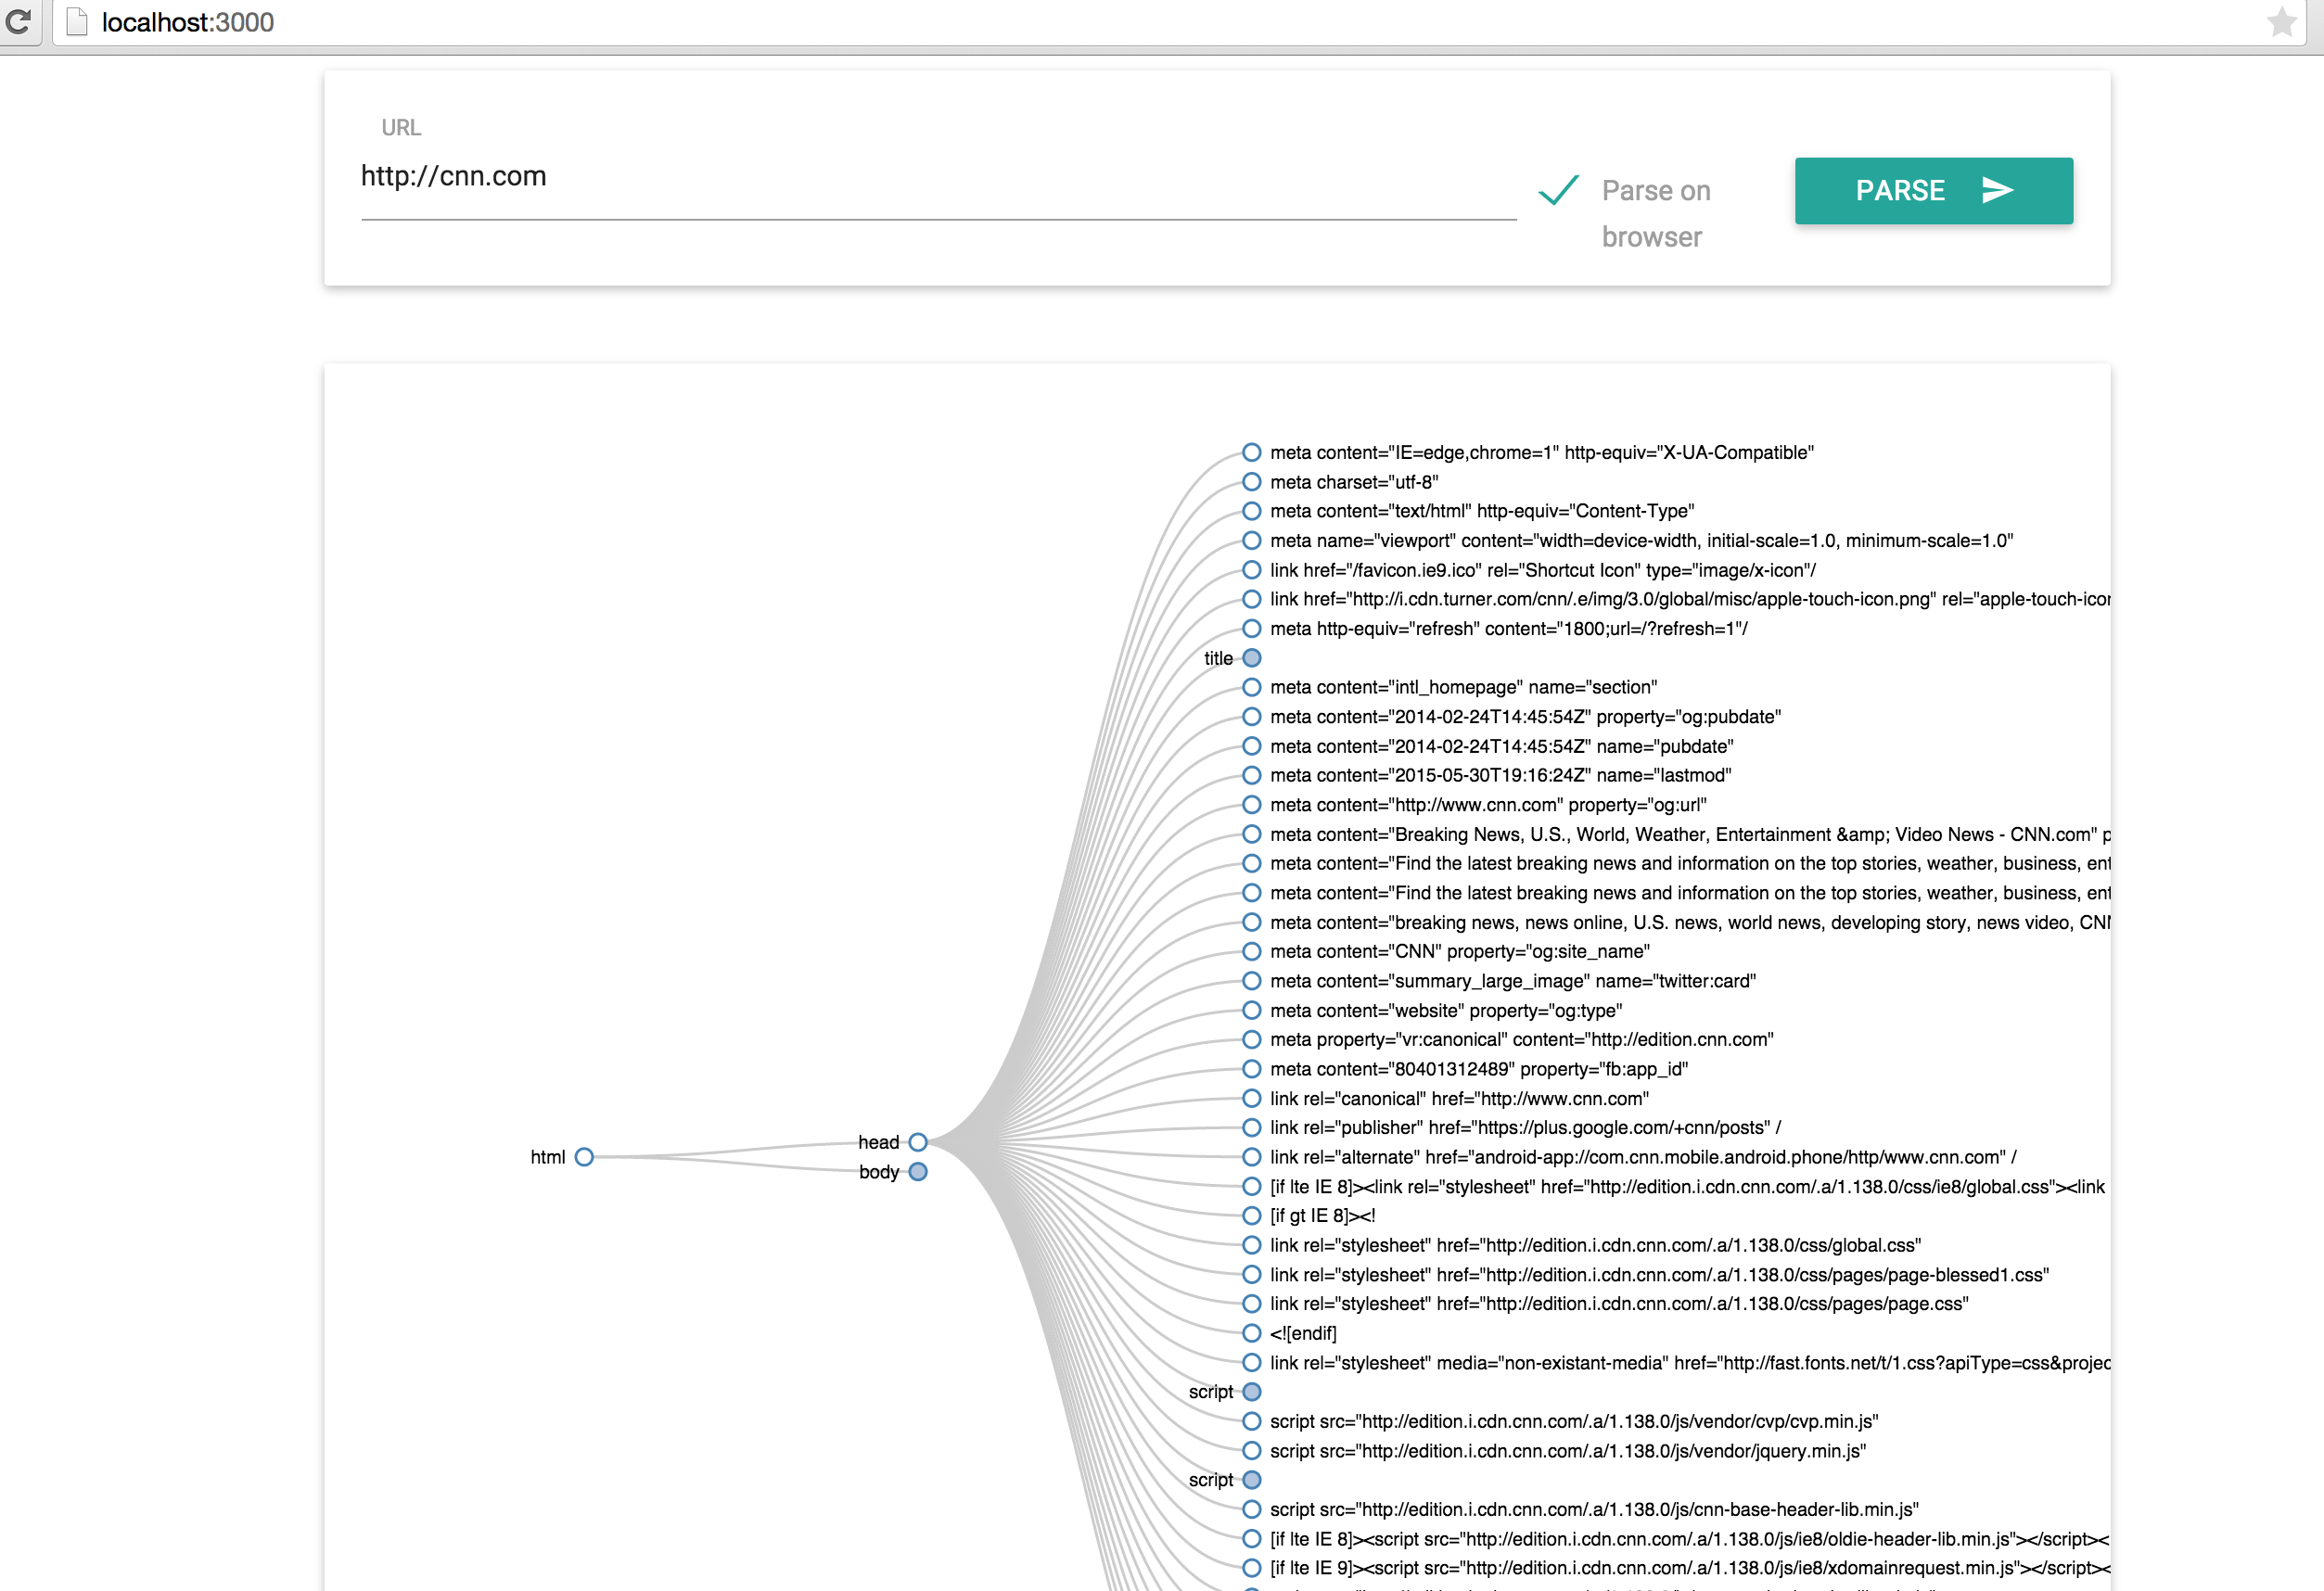 localhost:3000
URL
http://cnn.com
Parse on
browser
PARSE
meta content="IE=edge,chrome=1" http-equiv="X-UA-Compatible"
meta charset="utf-8"
meta content="text/html" http-equiv="Content-Type"
meta name="viewport" content="width=device-width, initial-scale=1.0, minimum-scale=1.0"
link href="/favicon.ie9.ico" rel="Shortcut Icon" type="image/x-icon"/
link href="http://i.cdn.turner.com/cnn/.e/img/3.0/global/misc/apple-touch-icon.png" rel="apple-touch-icon
meta http-equiv="refresh" content="1800;url=/?refresh=1"/
title
meta content="intl_homepage" name="section"
meta content="2014-02-24T14:45:54Z" property="og:pubdate"
meta content="2014-02-24T14:45:54Z" name="pubdate"
meta content="2015-05-30T19:16:24Z" name="lastmod"
meta content="http://www.cnn.com" property="og:url"
meta content="Breaking News, U.S., World, Weather, Entertainment &amp; Video News - CNN.com" p
meta content="Find the latest breaking news and information on the top stories, weather, business, ent
meta content="Find the latest breaking news and information on the top stories, weather, business, ent
meta content="breaking news, news online, U.S. news, world news, developing story, news video, CNN
meta content="CNN" property="og:site_name"
meta content="summary_large_image" name="twitter:card"
meta content="website" property="og:type"
meta property="vr:canonical" content="http://edition.cnn.com"
meta content="80401312489" property="fb:app_id"
link rel="canonical" href="http://www.cnn.com"
link rel="publisher" href="https://plus.google.com/+cnn/posts" /
head
html
link rel="alternate" href="android-app://com.cnn.mobile.android.phone/http/www.cnn.com" /
body
[if lte IE 8]><link rel="stylesheet" href="http://edition.i.cdn.cnn.com/.a/1.138.0/css/ie8/global.css"><link
[if gt IE 8]><!
link rel="stylesheet" href="http://edition.i.cdn.cnn.com/.a/1.138.0/css/global.css"
link rel="stylesheet" href="http://edition.i.cdn.cnn.com/.a/1.138.0/css/pages/page-blessed1.css"
link rel="stylesheet" href="http://edition.i.cdn.cnn.com/.a/1.138.0/css/pages/page.css"
<![endif]
link rel="stylesheet" media="non-existant-media" href="http://fast.fonts.net/t/1.css?apiType=css&projec
script
script src="http://edition.i.cdn.cnn.com/.a/1.138.0/js/vendor/cvp/cvp.min.js"
script src="http://edition.i.cdn.cnn.com/.a/1.138.0/js/vendor/jquery.min.js"
script
script src="http://edition.i.cdn.cnn.com/.a/1.138.0/js/cnn-base-header-lib.min.js"
[if lte IE 8]><script src="http://edition.i.cdn.cnn.com/.a/1.138.0/js/ie8/oldie-header-lib.min.js"></script><
[if lte IE 9]><script src="http://edition.i.cdn.cnn.com/.a/1.138.0/js/ie8/xdomainrequest.min.js"></script><